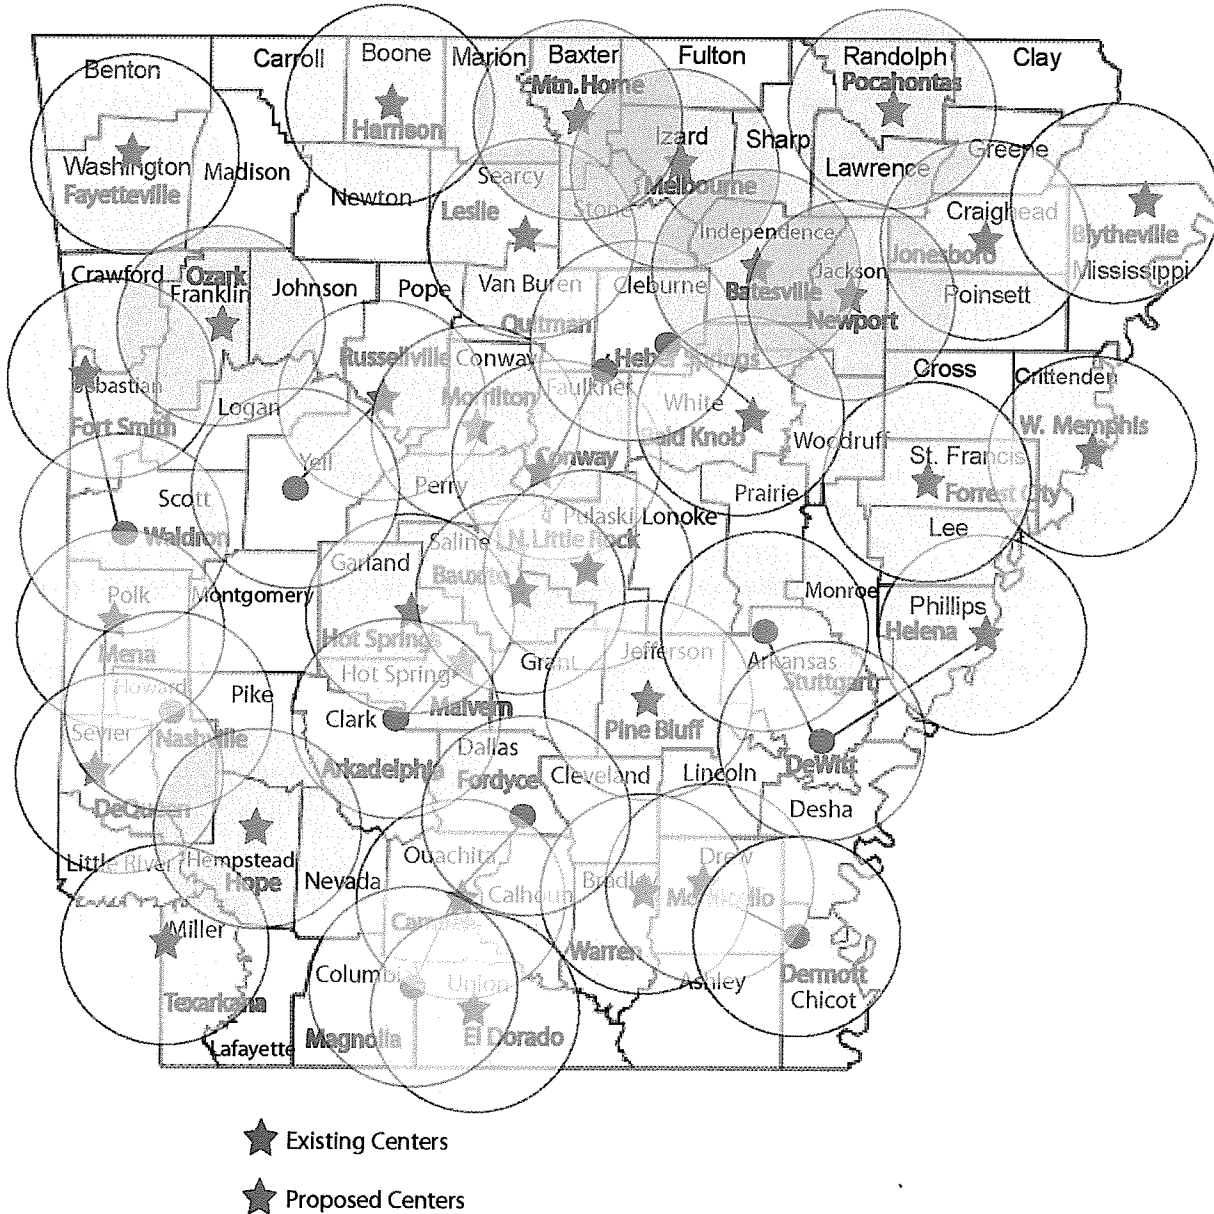 Benton
Carroll
Boone
Marion
Baxter
Fulton
Randolph
Clay
Mtn. Home
Pocahontas
Harrison
Izard
Sharp
Greene
Washington
Madison
Lawrence
Fayetteville
Newton
Searcy
Melbourne
Leslie
Stone
Craighead
Independence
Jonesboro
Blytheville
Crawford
Ozark
Franklin
Johnson
Pope
Van Buren
Cleburne
Jackson
Mississippi
Batesville
Poinsett
Quitman
Newport
Russellville
Conway
Heber Springs
Cross
Crittenden
Sebastian
Morrilton
Faulkner
Logan
White
Fort Smith
Bald Knob
Woodruff
W. Memphis
Conway
St. Francis
Yell
Perry
Scott
Prairie
Forrest City
Pulaski
Lonoke
Lee
Waldron
Saline
N. Little Rock
Garland
Bauxite
Polk
Montgomery
Monroe
Phillips
Hot Springs
Helena
Mena
Grant
Jefferson
Hot Spring
Arkansas
Howard
Pike
Stuttgart
Clark
Malvern
Sevier
Nashville
Pine Bluff
Dallas
Arkadelphia
Fordyce
Cleveland
Lincoln
DeWitt
DeQueen
Desha
Little River
Hempstead
Ouachita
Drew
Hope
Nevada
Calhoun
Bradley
Monticello
Miller
Camden
Warren
Columbia
Union
Ashley
Dermott
Texarkana
Chicot
Lafayette
Magnolia
El Dorado
Existing Centers
Proposed Centers